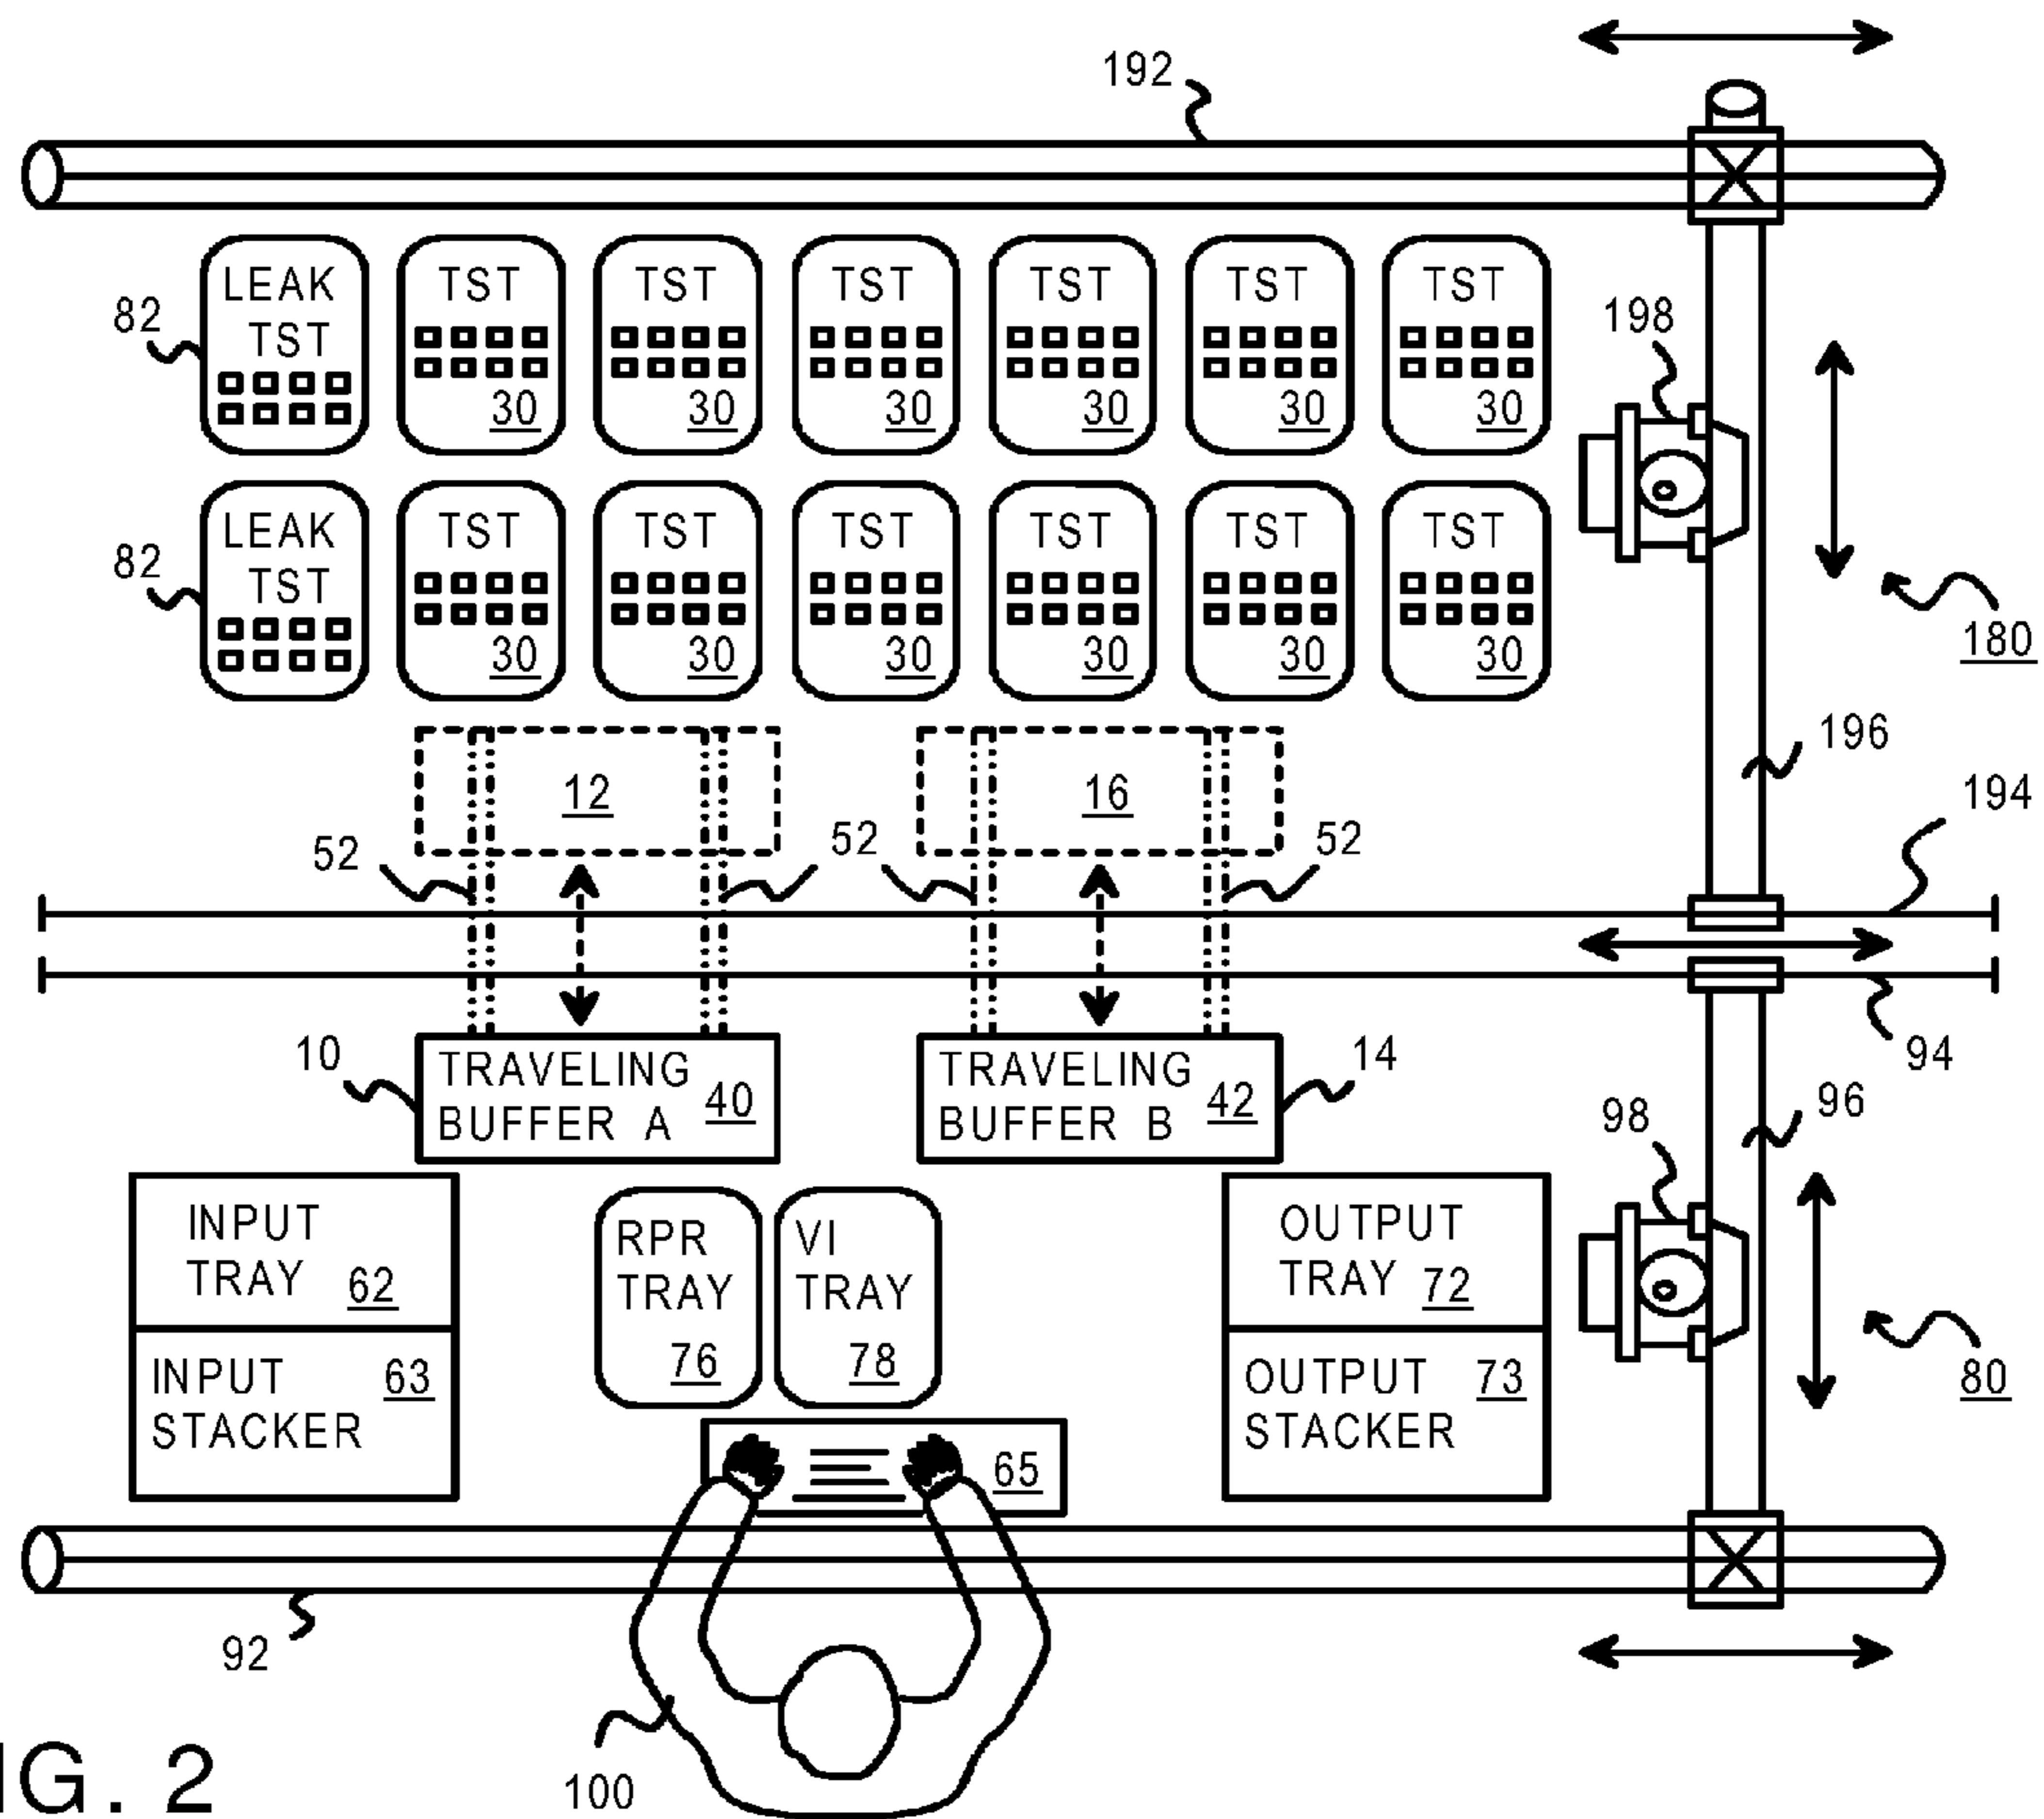 192
LEAK
TST
82
TST
30
TST
30
TST
30
TST
30
TST
30
TST
30
198
LEAK
TST
82
TST
30
TST
30
TST
30
TST
30
TST
30
TST
30
180
12
16
196
194
52
52
52
10
TRAVELING
BUFFER A
40
TRAVELING
BUFFER B
42
14
94
96
98
INPUT
TRAY
62
RPR
TRAY
76
VI
TRAY
78
OUTPUT
TRAY
72
INPUT
STACKER
63
OUTPUT
STACKER
73
80
65
92
100
IG. 2